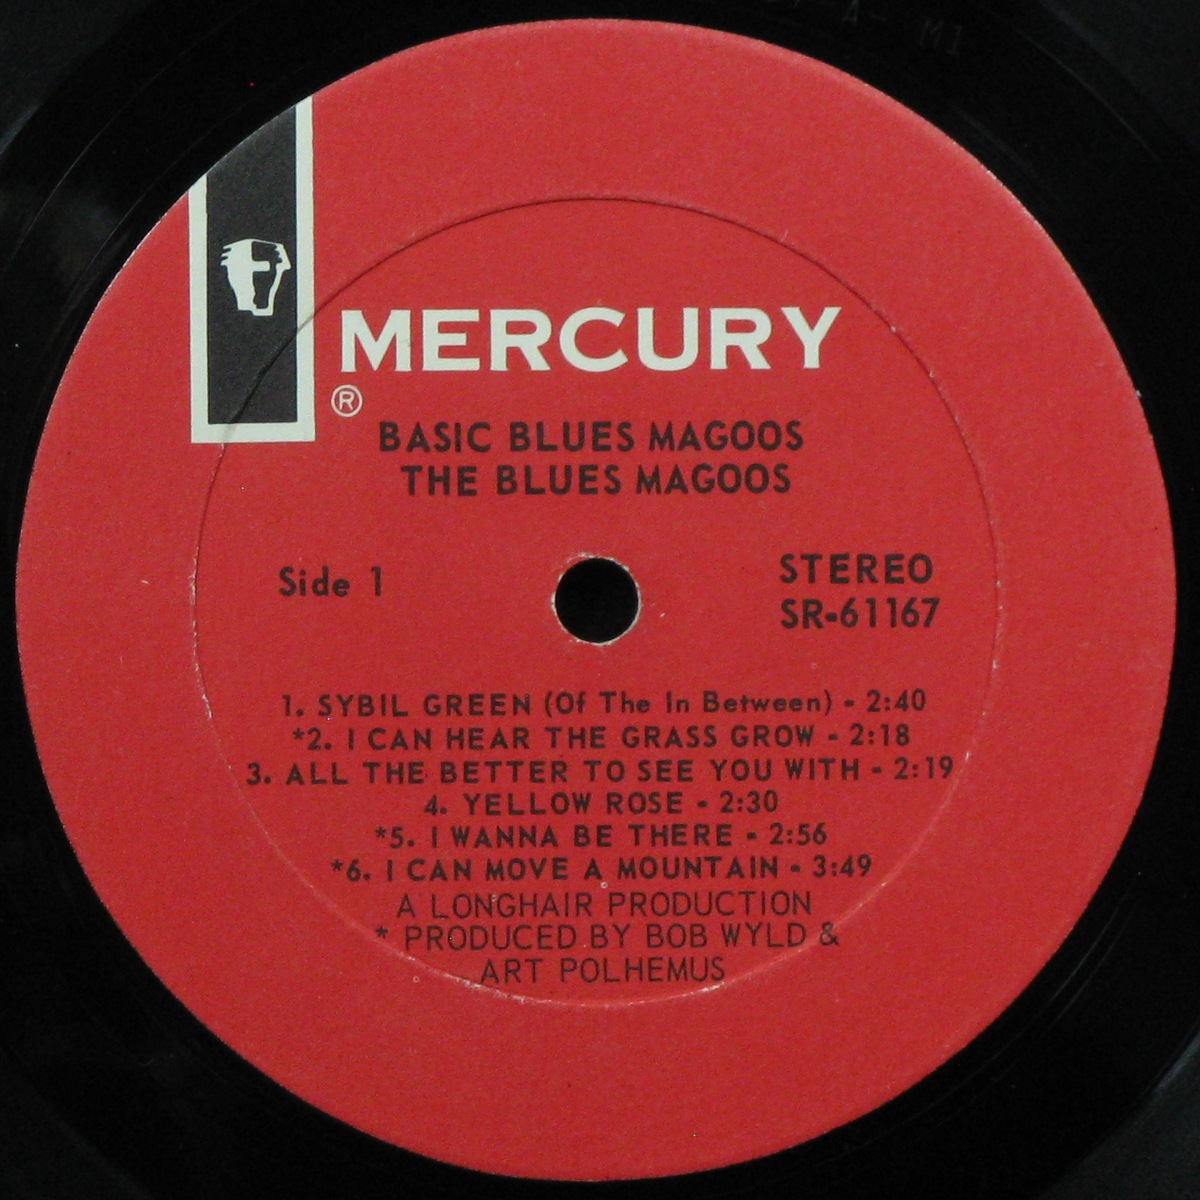 MERCURY
®
BASIC BLUES MAGOOS
THE BLUES MAGOOS
Side 1
STEREO
SR-61167
1. SYBIL GREEN (Of The In Between) - 2:40
*2. I CAN HEAR THE GRASS GROW - 2:18
3. ALL THE BETTER TO SEE YOU WITH - 2:19
4. YELLOW ROSE - 2:30
*5. I WANNA BE THERE - 2:56
*6. I CAN MOVE A MOUNTAIN - 3:49
A LONGHAIR PRODUCTION
* PRODUCED BY BOB WYLD &
ART POLHEMUS